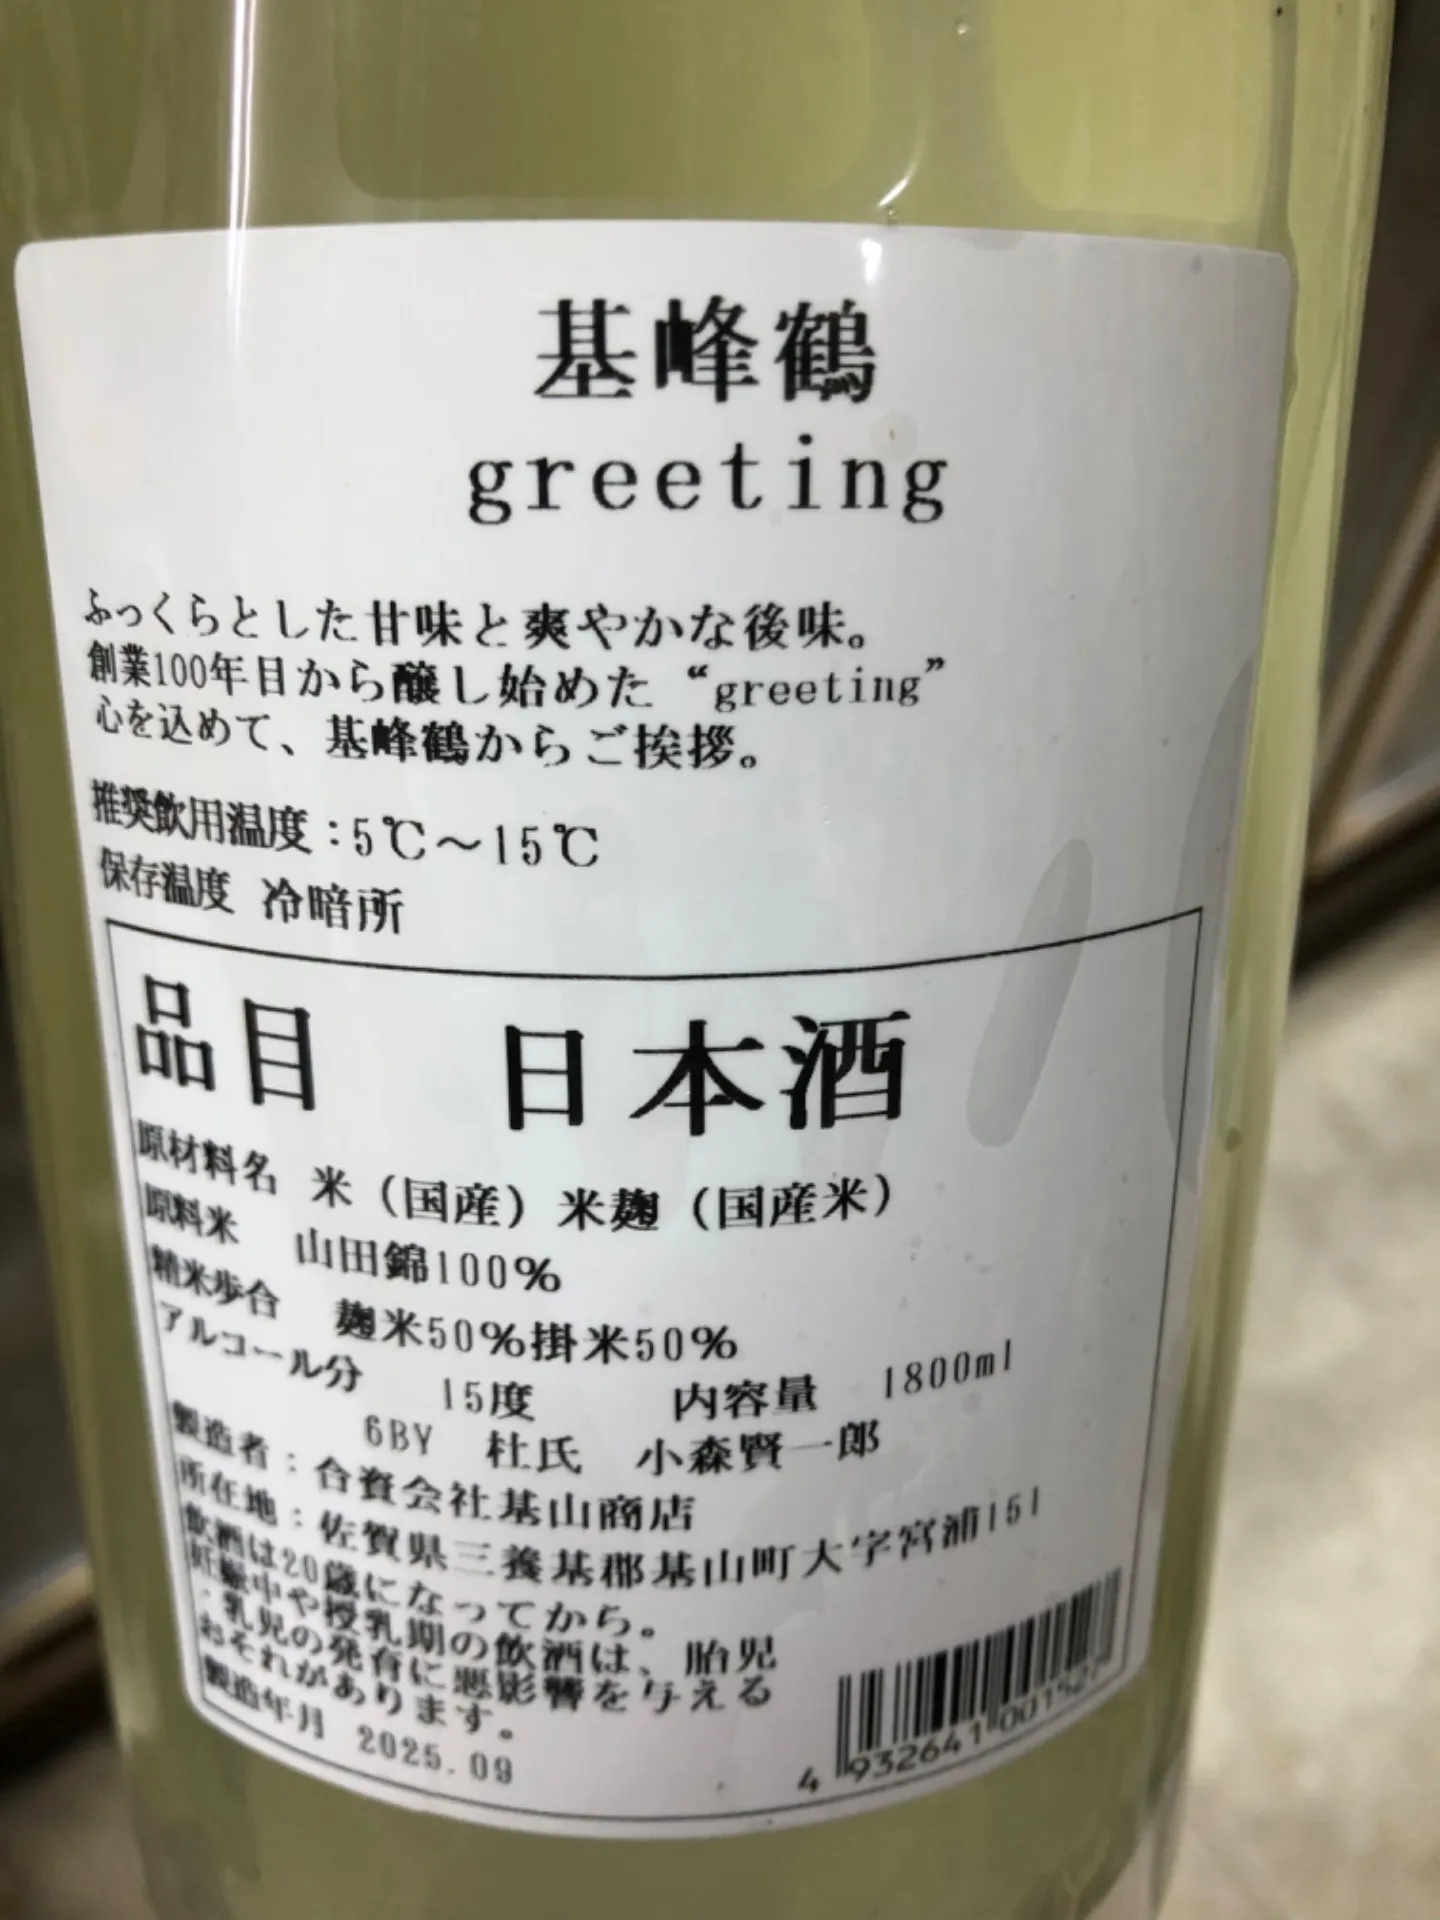 基峰鶴
greeting
ふっくらとした甘味と爽やかな後味。
創業100年目から醸し始めた“greeting”
心を込めて、基峰鶴からご挨拶。
推奨飲用温度：5℃～15℃
保存温度 冷暗所
品目 日本酒
原材料名 米（国産）米麹（国産米）
原料米 山田錦100％
精米歩合 麹米50％掛米50％
アルコール分 15度 内容量 1800ml
6BY 杜氏 小森賢一郎
製造者：合資会社基山商店
所在地：佐賀県三養基郡基山町大字宮浦151
飲酒は20歳になってから。
妊娠中や授乳期の飲酒は、胎児
・乳児の発育に悪影響を与える
おそれがあります。
製造年月 2025.09
4 932641 001527